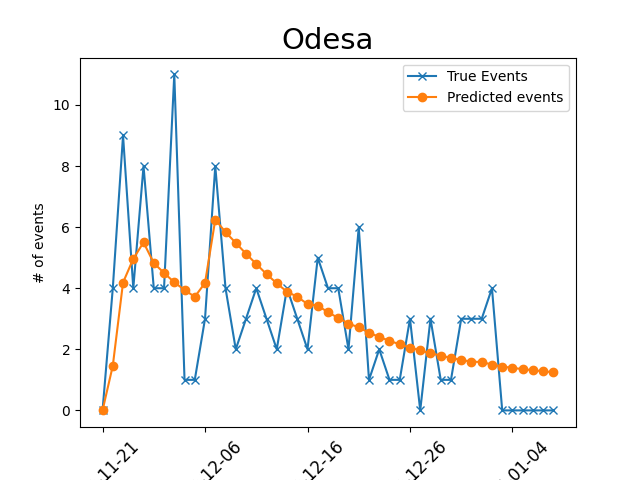 Odesa
True Events
Predicted events
# of events
10
8
6
4
2
0
11-21
12-06
12-16
12-26
01-04